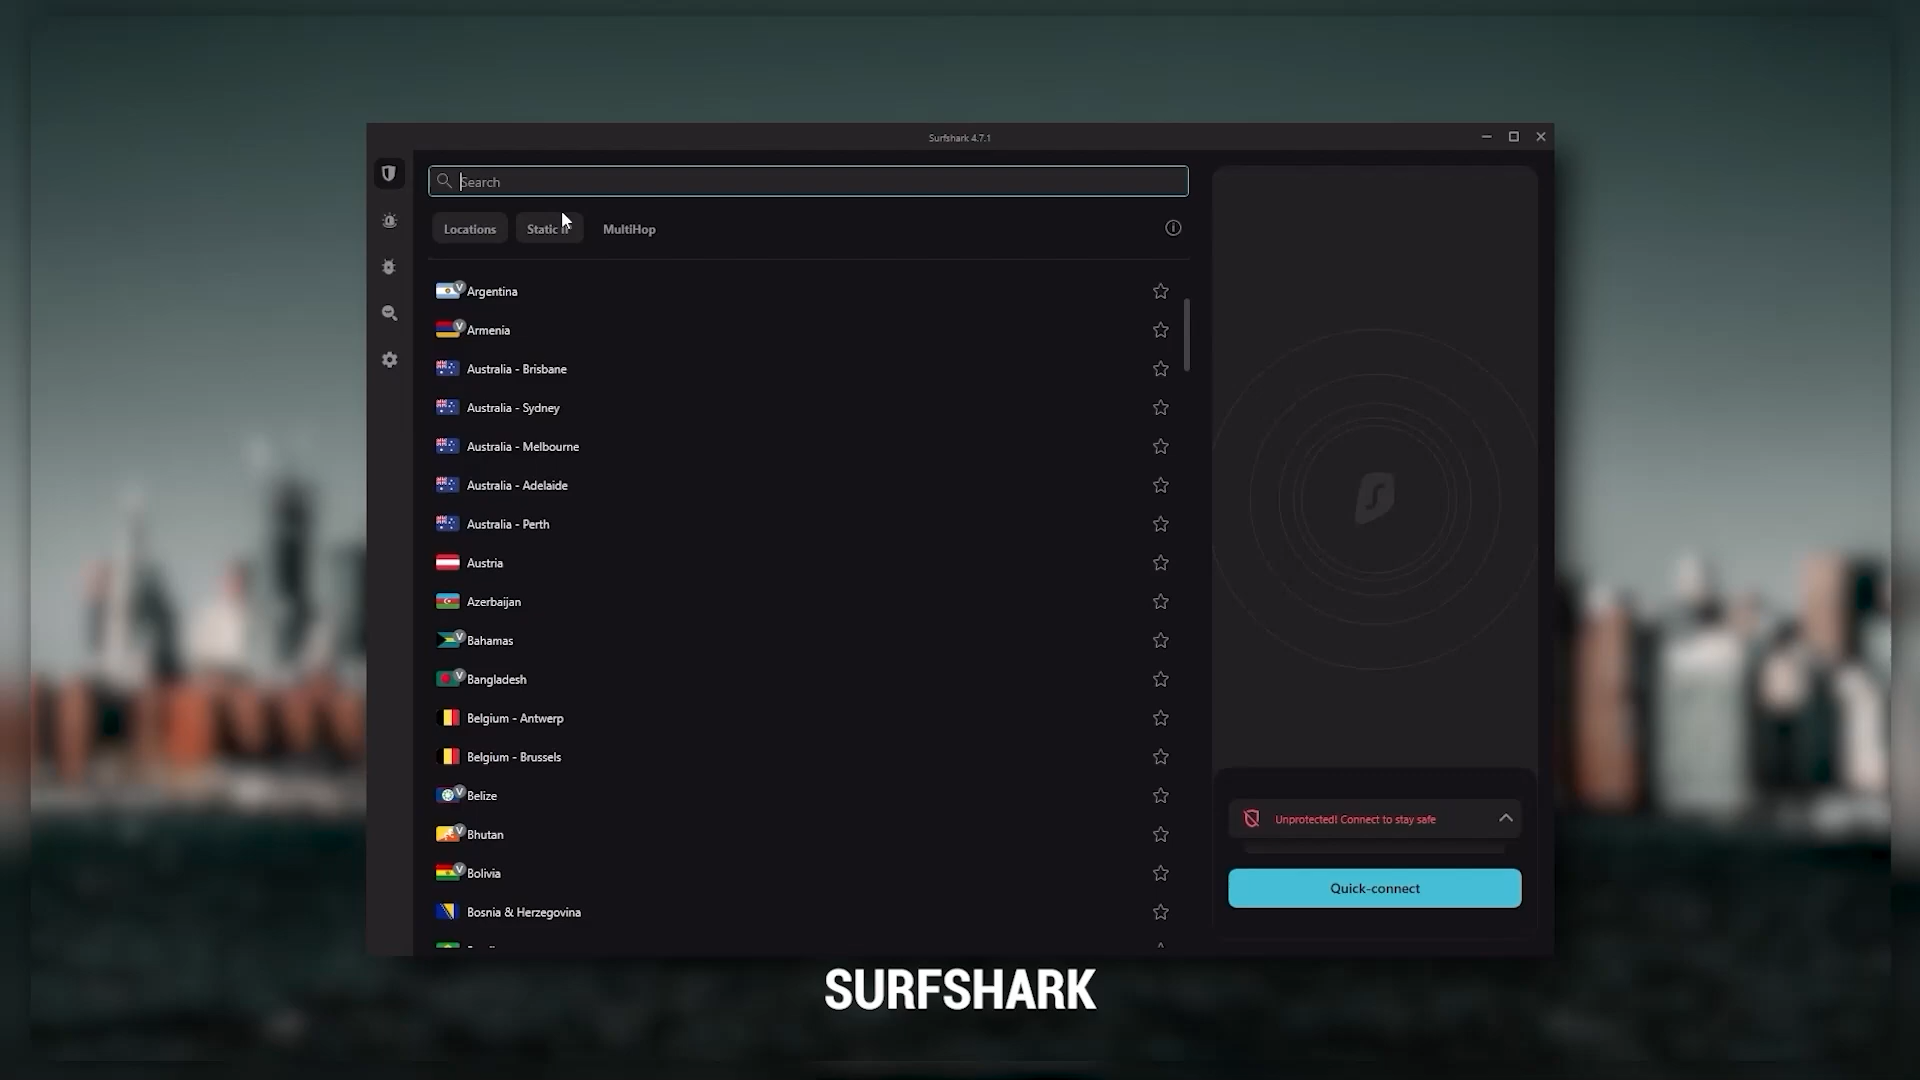 Surfshark 4.7.1
Search
Locations
Static
MultiHop
V Argentina
V Armenia
Australia - Brisbane
Australia - Sydney
Australia - Melbourne
Australia - Adelaide
Australia - Perth
Austria
Azerbaijan
V Bahamas
V Bangladesh
Belgium - Antwerp
Belgium - Brussels
V Belize
V Bhutan
V Bolivia
Bosnia & Herzegovina
Unprotected! Connect to stay safe
Quick-connect
SURFSHARK